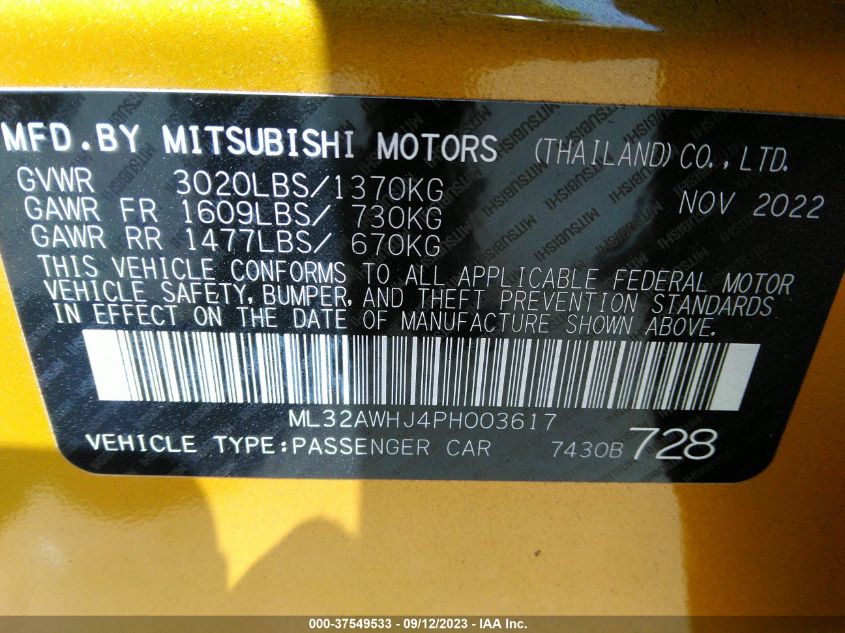 MFD.BY MITSUBISHI MOTORS (THAILAND) CO., LTD.
GVWR 3020LBS/1370KG NOV 2022
GAWR FR 1609LBS/ 730KG
GAWR RR 1477LBS/ 670KG
THIS VEHICLE CONFORMS TO ALL APPLICABLE FEDERAL MOTOR
VEHICLE SAFETY, BUMPER, AND THEFT PREVENTION STANDARDS
IN EFFECT ON THE DATE OF MANUFACTURE SHOWN ABOVE.
ML32AWHJ4PH003617
VEHICLE TYPE:PASSENGER CAR 7430B 728
000-37549533 - 09/12/2023 - IAA Inc.